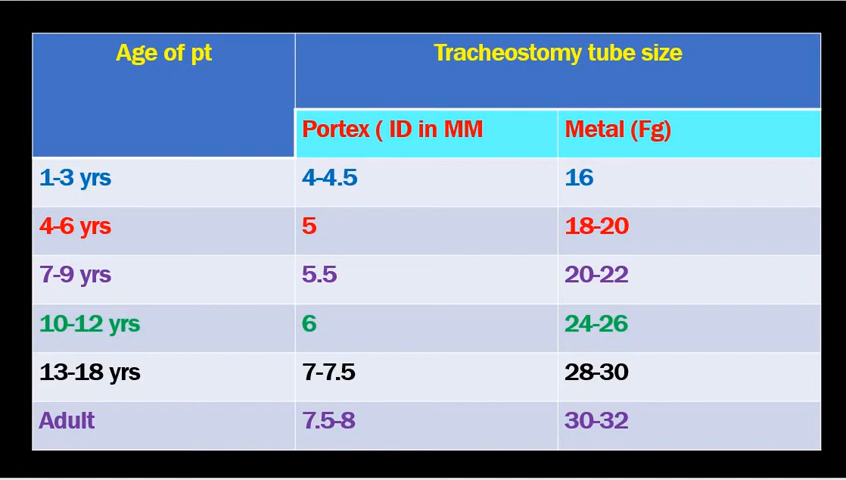 Age of pt Tracheostomy tube size
Portex ( ID in MM Metal (Fg)
1-3 yrs 4-4.5 16
4-6 yrs 5 18-20
7-9 yrs 5.5 20-22
10-12 yrs 6 24-26
13-18 yrs 7-7.5 28-30
Adult 7.5-8 30-32